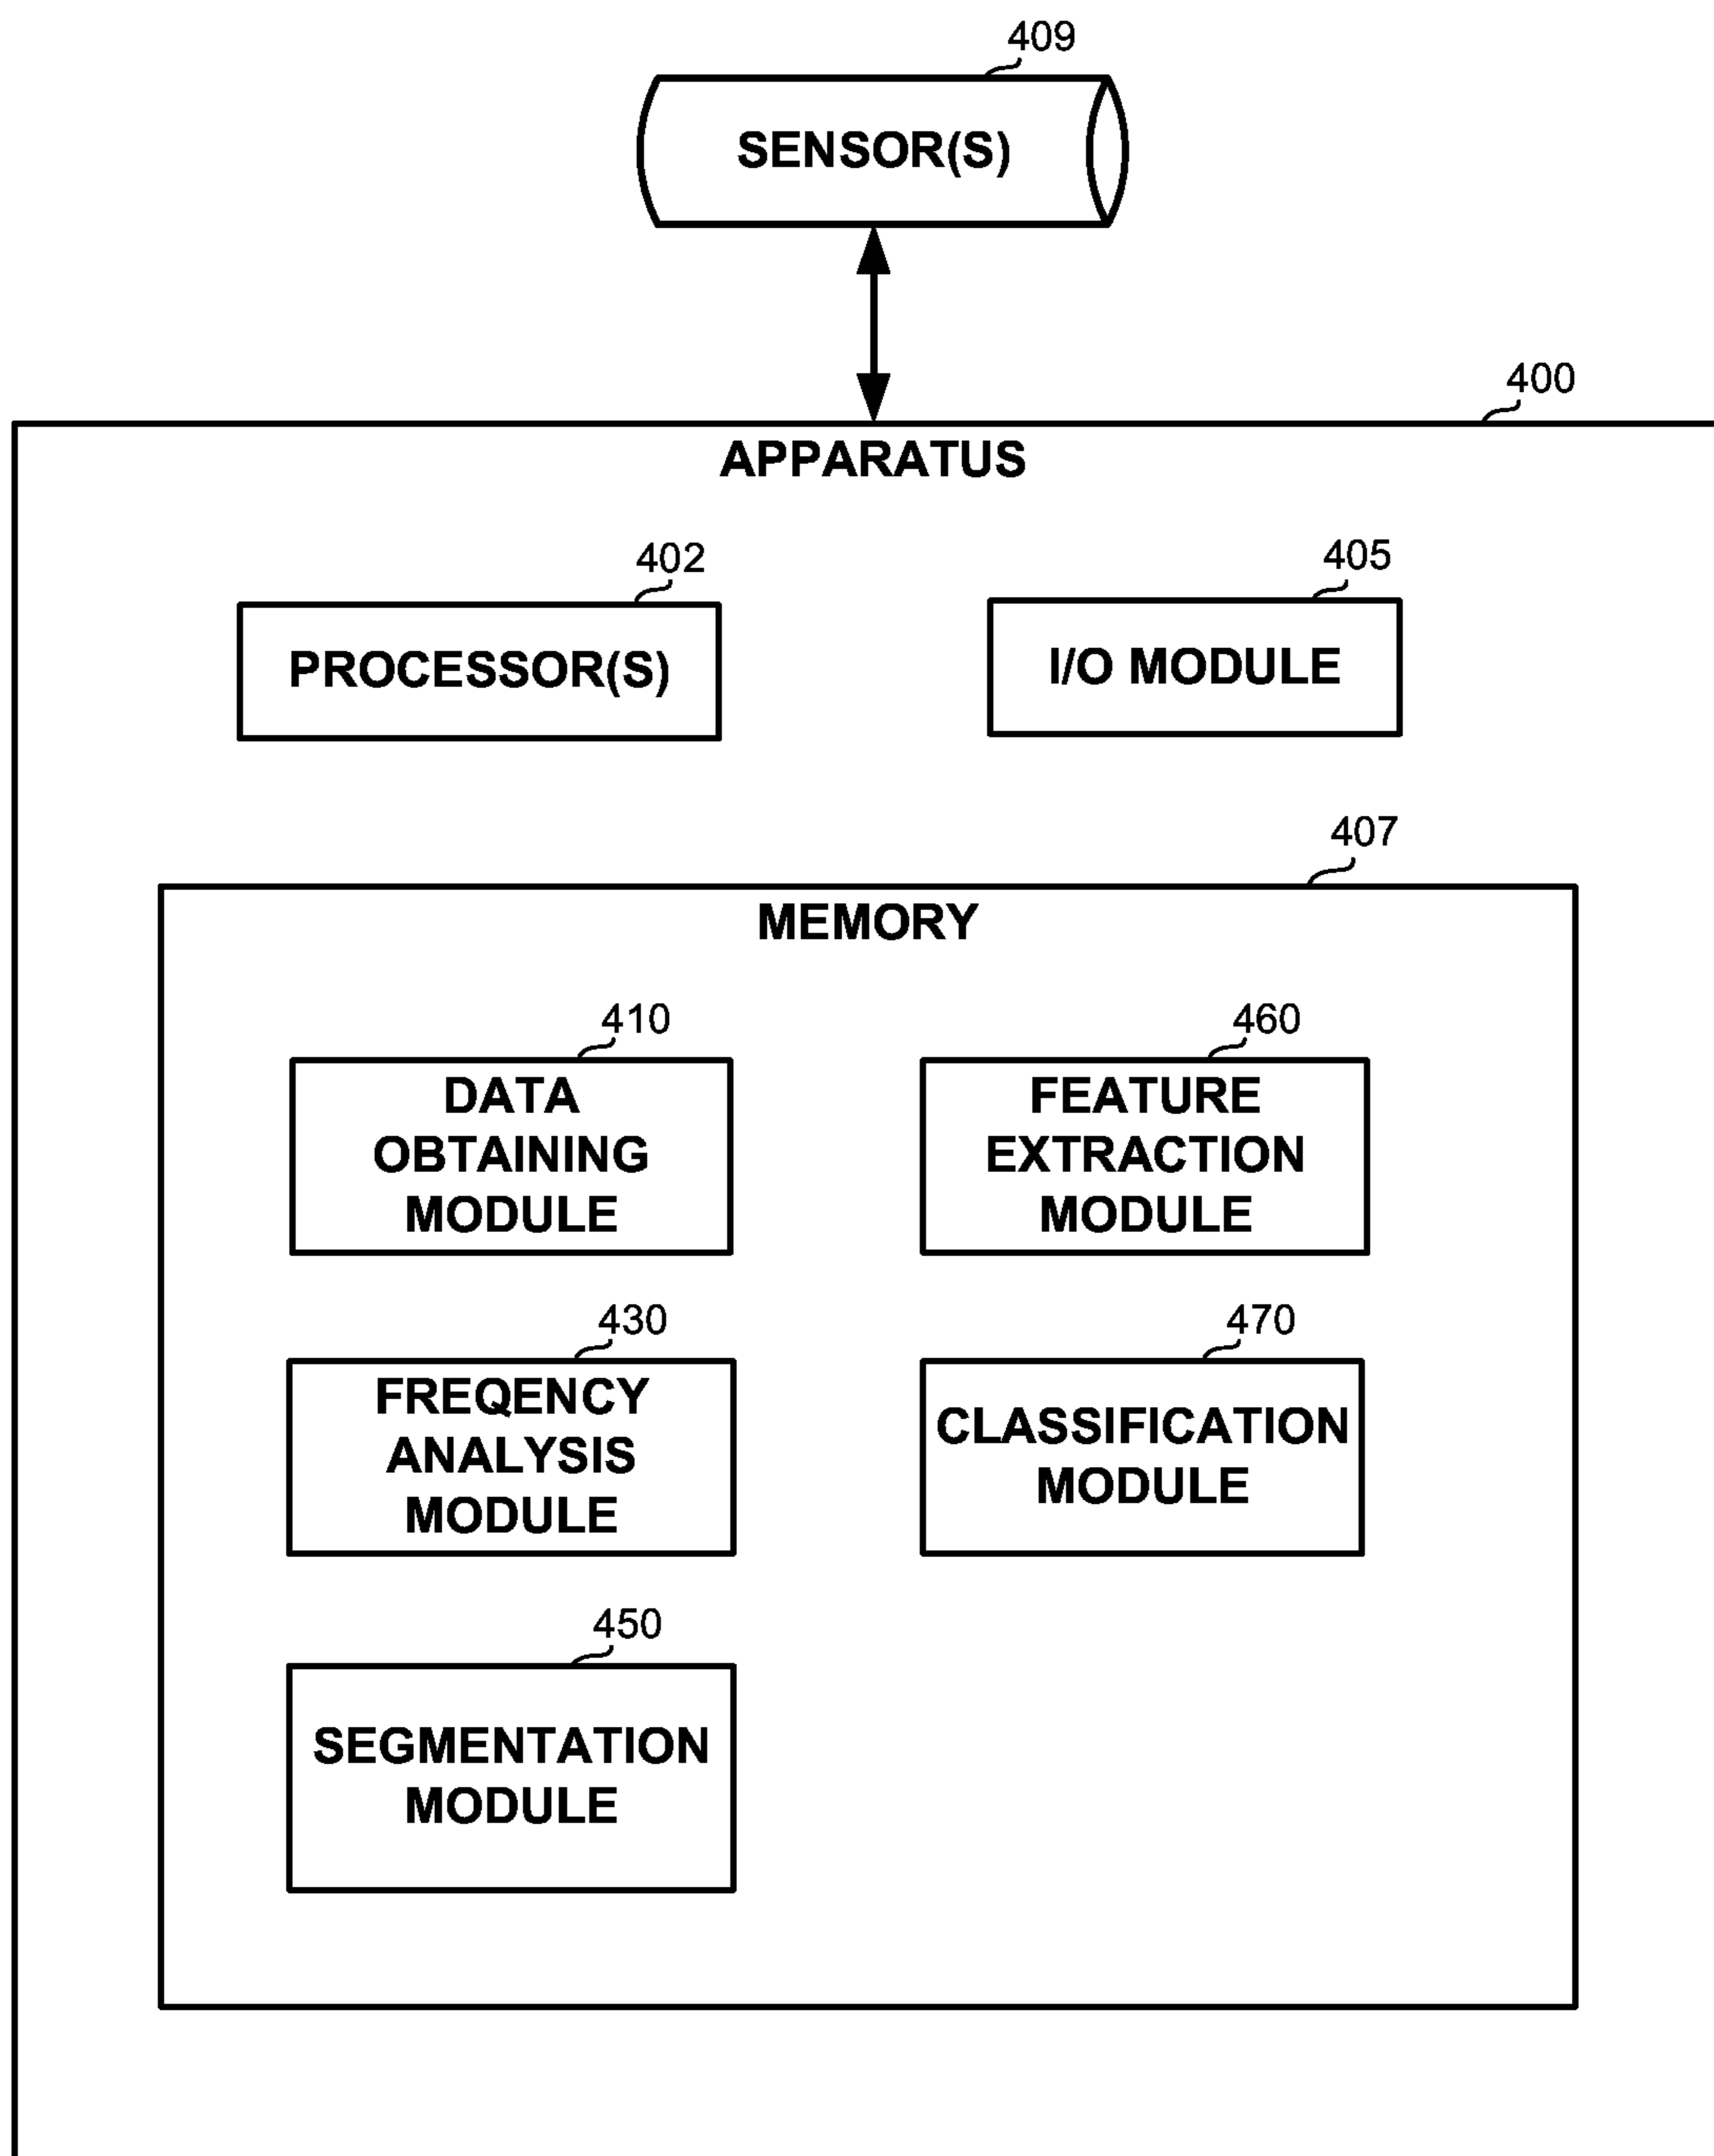 409
SENSOR(S)
400
APPARATUS
402
PROCESSOR(S)
405
I/O MODULE
407
MEMORY
410
DATA
OBTAINING
MODULE
460
FEATURE
EXTRACTION
MODULE
430
FREQENCY
ANALYSIS
MODULE
470
CLASSIFICATION
MODULE
450
SEGMENTATION
MODULE